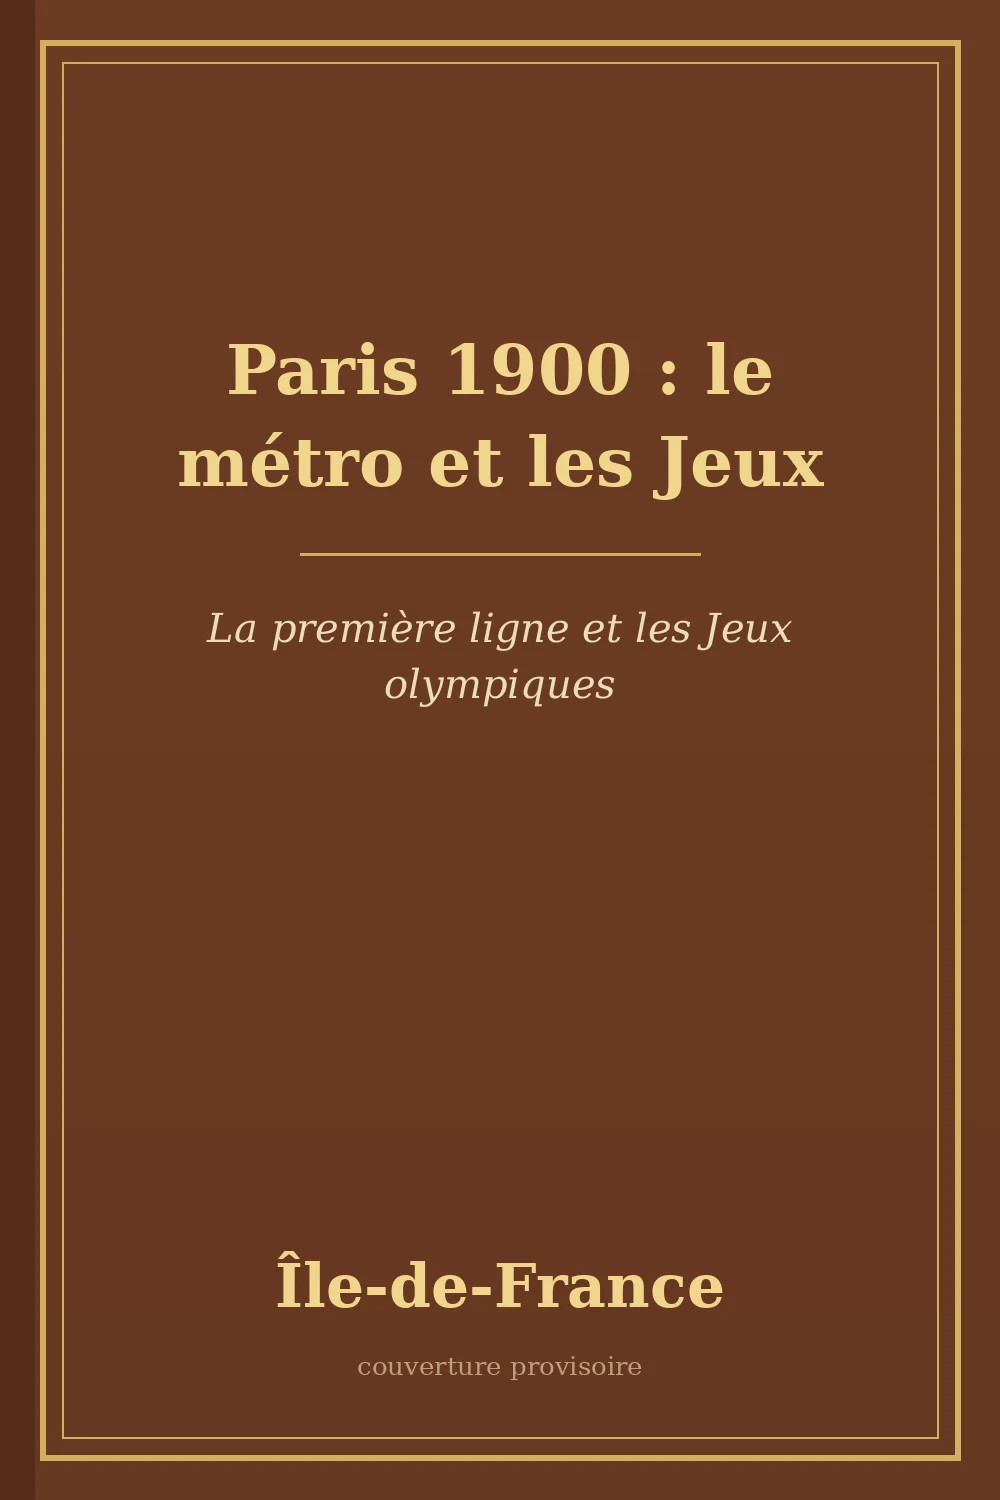 Paris 1900 : le
métro et les Jeux
La première ligne et les Jeux
olympiques
Île-de-France
couverture provisoire